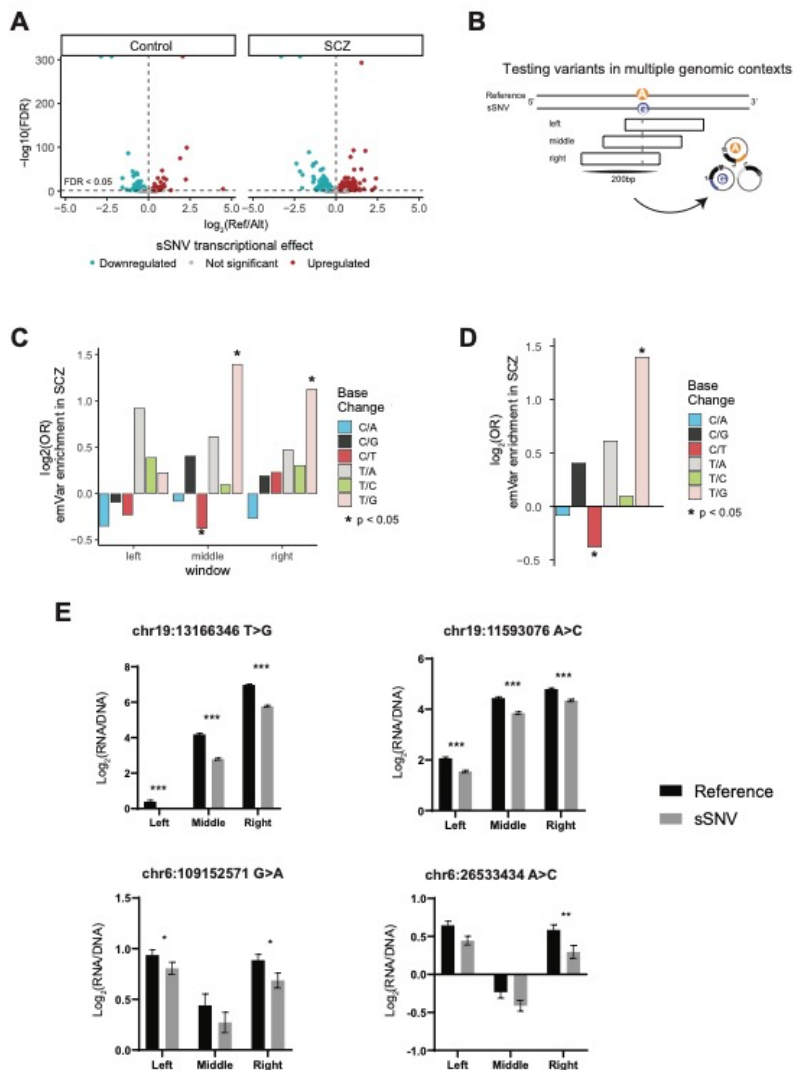 A
Control
SCZ
300
200
100
0
−log10(FDR)
FDR < 0.05
−5.0
−2.5
0.0
2.5
5.0
−5.0
−2.5
0.0
2.5
5.0
log2(Ref/Alt)
sSNV transcriptional effect
Downregulated
Not significant
Upregulated
B
Testing variants in multiple genomic contexts
Reference
A
sSNV
G
5'
3'
left
middle
right
200bp
A
G
C
log2(OR)
emVar enrichment in SCZ
1.5
1.0
0.5
0.0
−0.5
*
*
*
left
middle
right
window
Base
Change
C/A
C/G
C/T
T/A
T/C
T/G
* p < 0.05
D
log2(OR)
emVar enrichment in SCZ
1.5
1.0
0.5
0.0
−0.5
*
*
Base
Change
C/A
C/G
C/T
T/A
T/C
T/G
* p < 0.05
E
chr19:13166346 T>G
Log2(RNA/DNA)
8
6
4
2
0
***
***
***
Left
Middle
Right
chr19:11593076 A>C
Log2(RNA/DNA)
6
4
2
0
***
***
***
Left
Middle
Right
Reference
sSNV
chr6:109152571 G>A
Log2(RNA/DNA)
1.5
1.0
0.5
0.0
*
*
Left
Middle
Right
chr6:26533434 A>C
Log2(RNA/DNA)
1.0
0.5
0.0
-0.5
-1.0
**
Left
Middle
Right